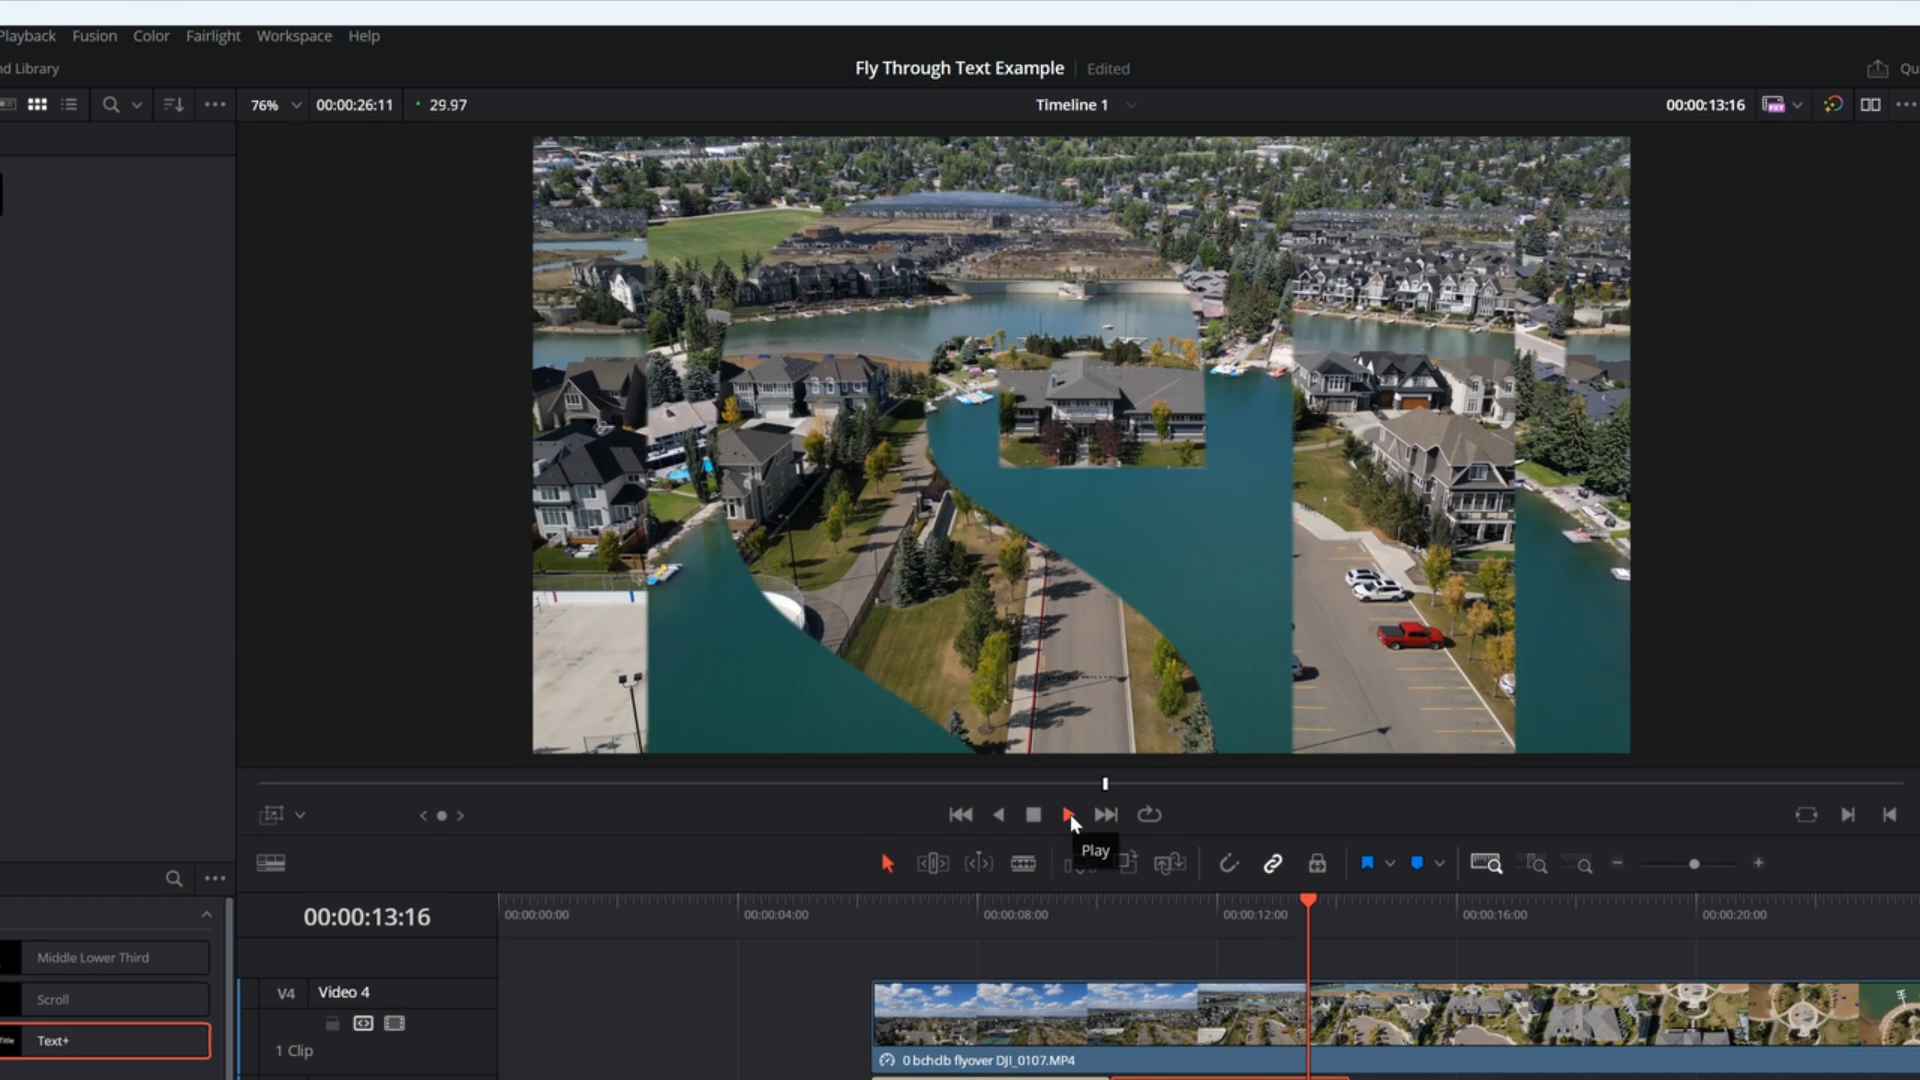 Playback Fusion Color Fairlight Workspace Help
nd Library
Fly Through Text Example Edited
Qu
76% 00:00:26:11 29.97 Timeline 1 00:00:13:16
Play
00:00:13:16
00:00:00:00 00:00:04:00 00:00:08:00 00:00:12:00 00:00:16:00 00:00:20:00
Middle Lower Third
Scroll
Text+
V4 Video 4
1 Clip
0 bchdb flyover DJI_0107.MP4